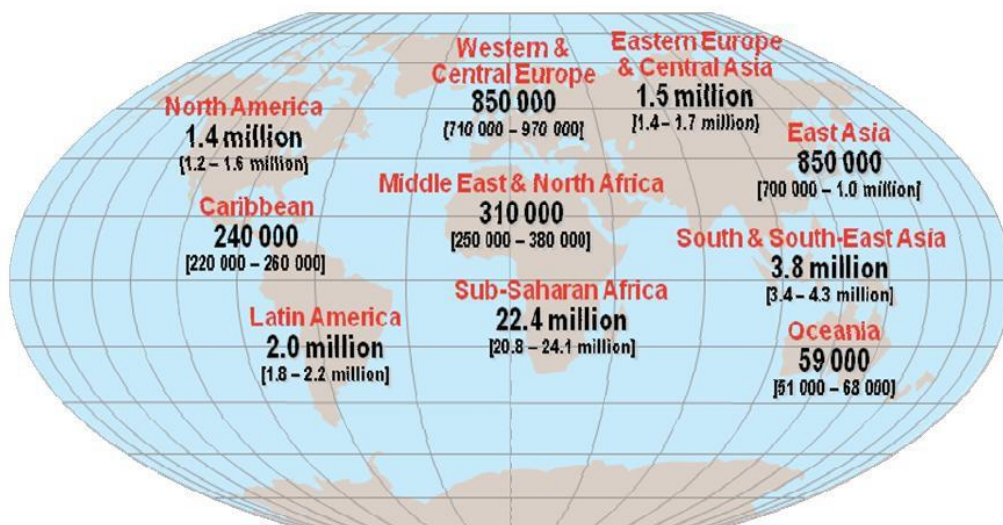 Western &
Central Europe
850 000
[710 000 – 970 000]
Eastern Europe
& Central Asia
1.5 million
[1.4 – 1.7 million]
North America
1.4 million
[1.2 – 1.6 million]
East Asia
850 000
[700 000 – 1.0 million]
Middle East & North Africa
310 000
[250 000 – 380 000]
Caribbean
240 000
[220 000 – 260 000]
South & South-East Asia
3.8 million
[3.4 – 4.3 million]
Sub-Saharan Africa
22.4 million
[20.8 – 24.1 million]
Latin America
2.0 million
[1.8 – 2.2 million]
Oceania
59 000
[51 000 – 68 000]